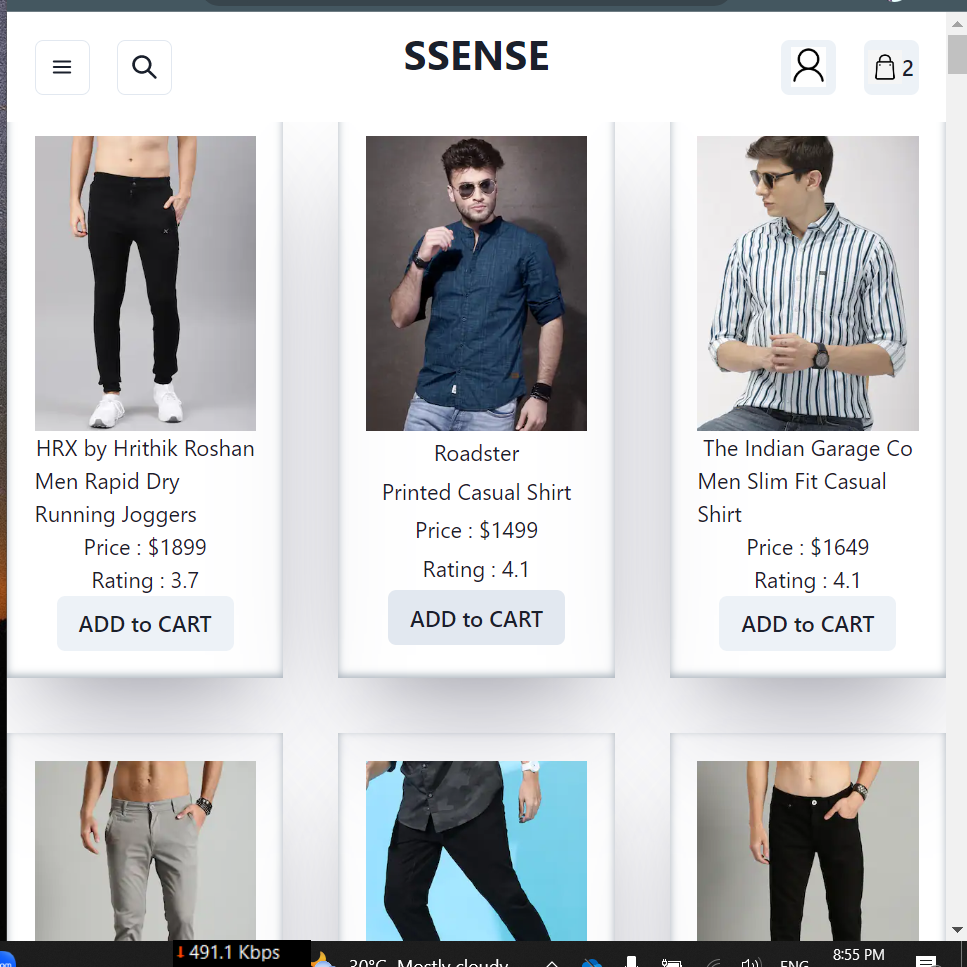 SSENSE
2
HRX by Hrithik Roshan
Men Rapid Dry
Running Joggers
Price : $1899
Rating : 3.7
ADD to CART
Roadster
Printed Casual Shirt
Price : $1499
Rating : 4.1
ADD to CART
The Indian Garage Co
Men Slim Fit Casual
Shirt
Price : $1649
Rating : 4.1
ADD to CART
491.1 Kbps
30°C Mostly cloudy
ENG
8:55 PM